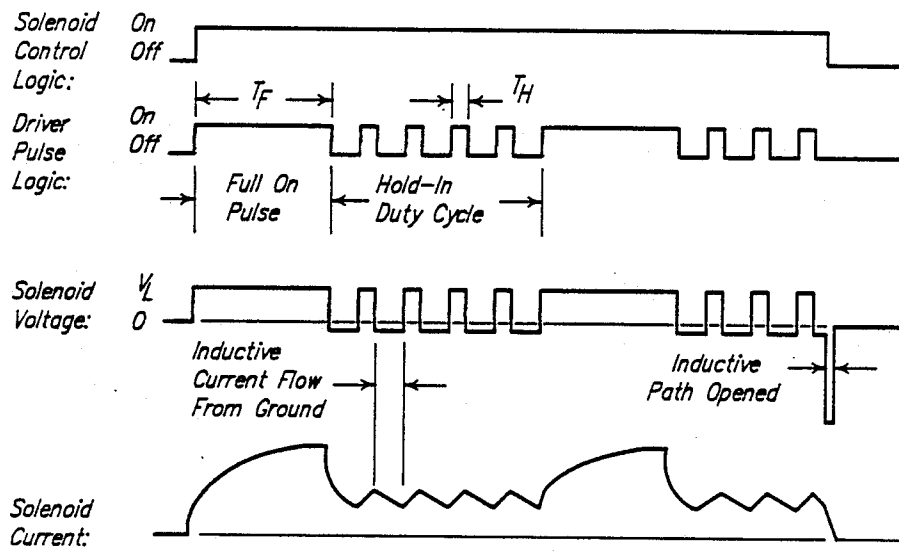 Solenoid On
Control Off
Logic:
T_F
T_H
Driver On
Pulse Off
Logic:
Full On
Pulse
Hold-In
Duty Cycle
Solenoid V_L
Voltage: 0
Inductive
Current Flow
From Ground
Inductive
Path Opened
Solenoid
Current: